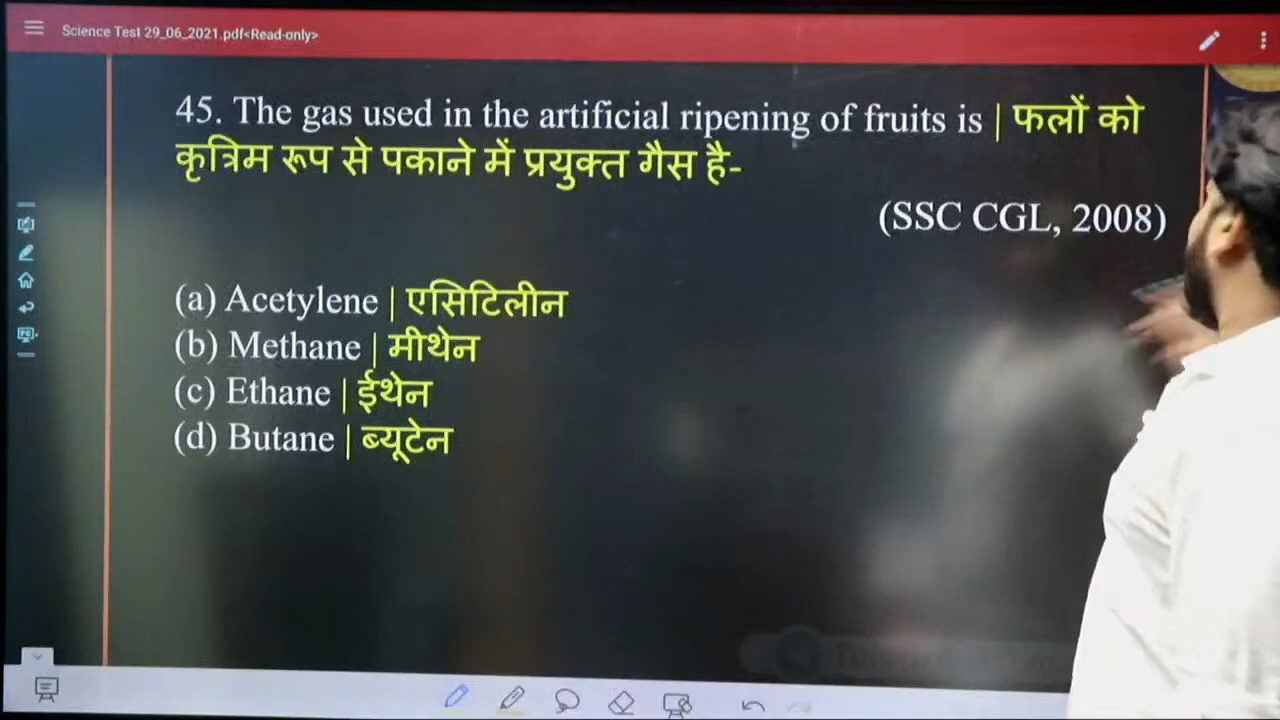 Science Test 29_06_2021.pdf<Read-only>
45. The gas used in the artificial ripening of fruits is | फलों को
कृत्रिम रूप से पकाने में प्रयुक्त गैस है-
(SSC CGL, 2008)
(a) Acetylene | एसिटिलीन
(b) Methane | मीथेन
(c) Ethane | ईथेन
(d) Butane | ब्यूटेन